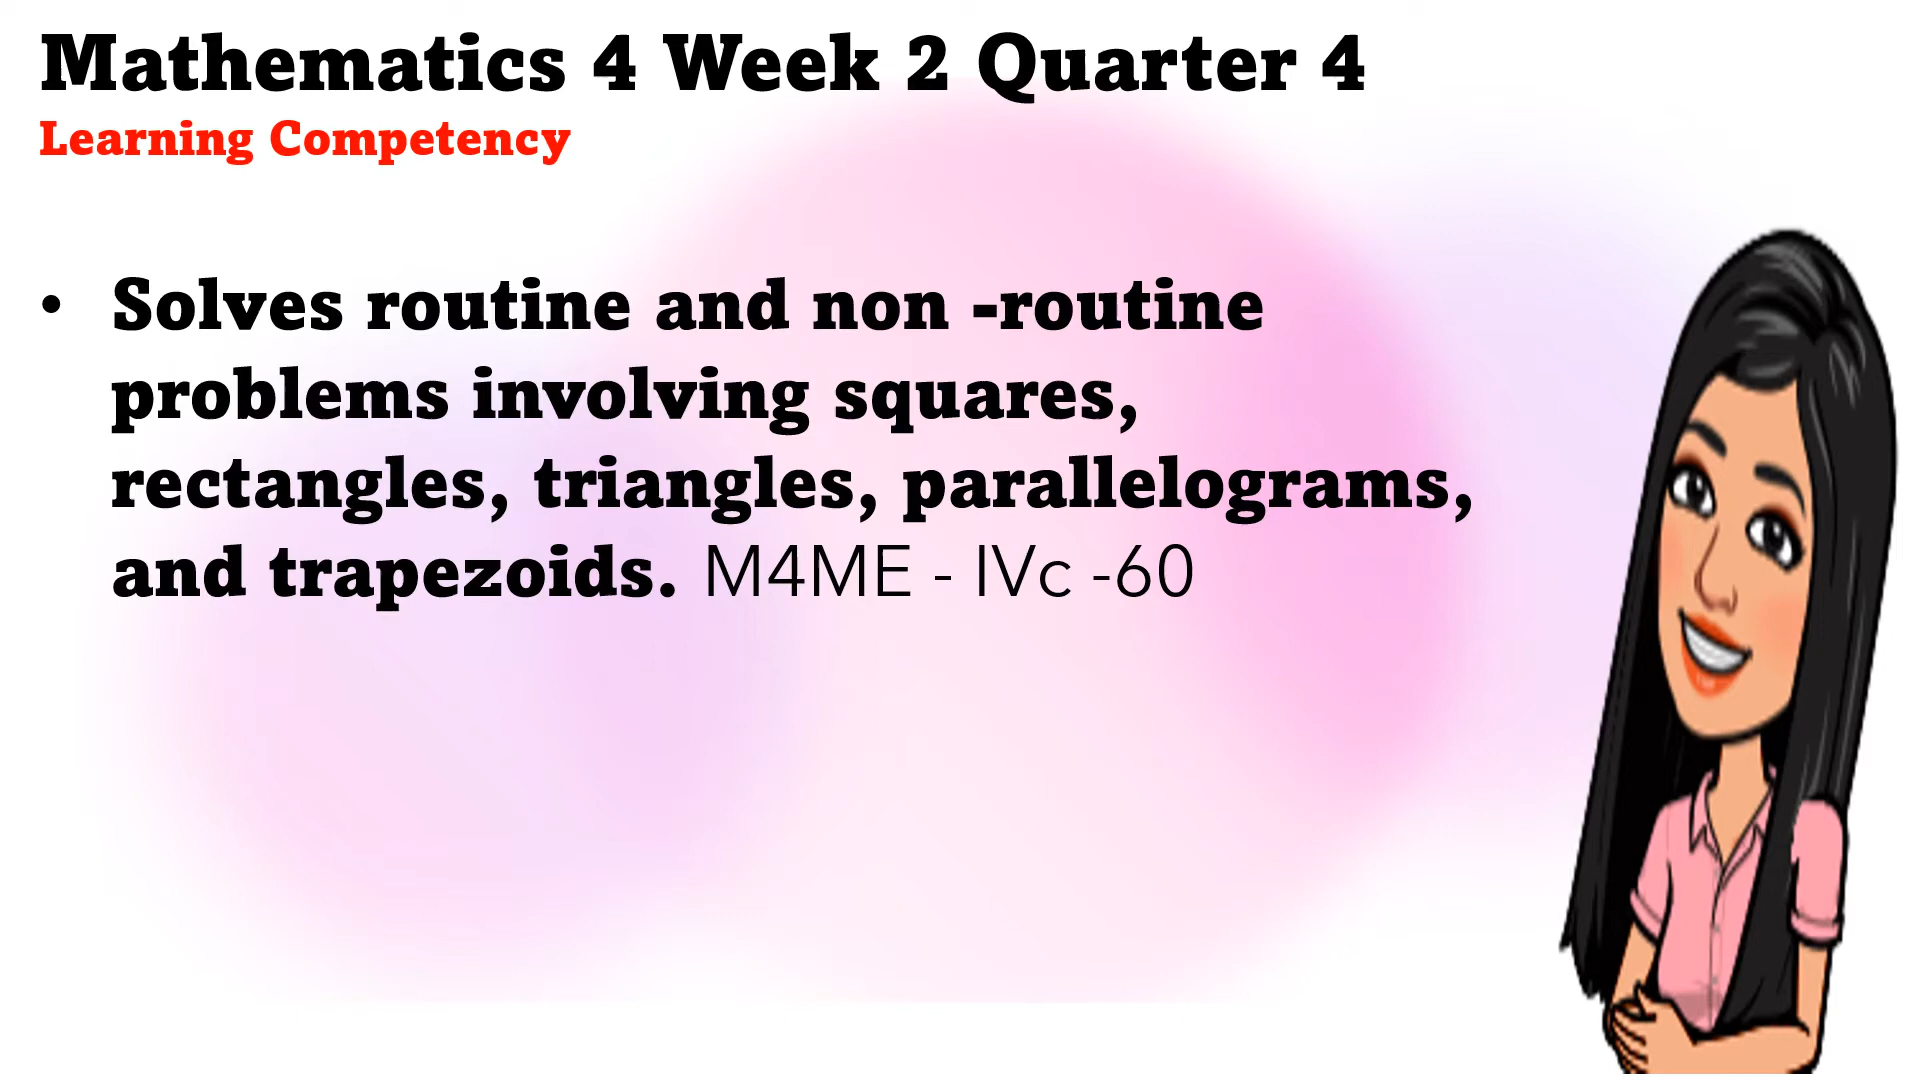 Mathematics 4 Week 2 Quarter 4
Learning Competency
• Solves routine and non -routine
problems involving squares,
rectangles, triangles, parallelograms,
and trapezoids. M4ME - IVc -60